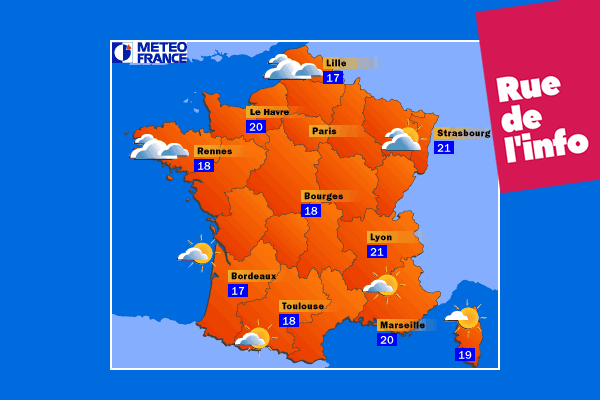 METEO
FRANCE
Lille
17
Le Havre
20
Paris
Strasbourg
21
Rennes
18
Bourges
18
Lyon
21
Bordeaux
17
Toulouse
18
Marseille
20
19
Rue
de
l'info